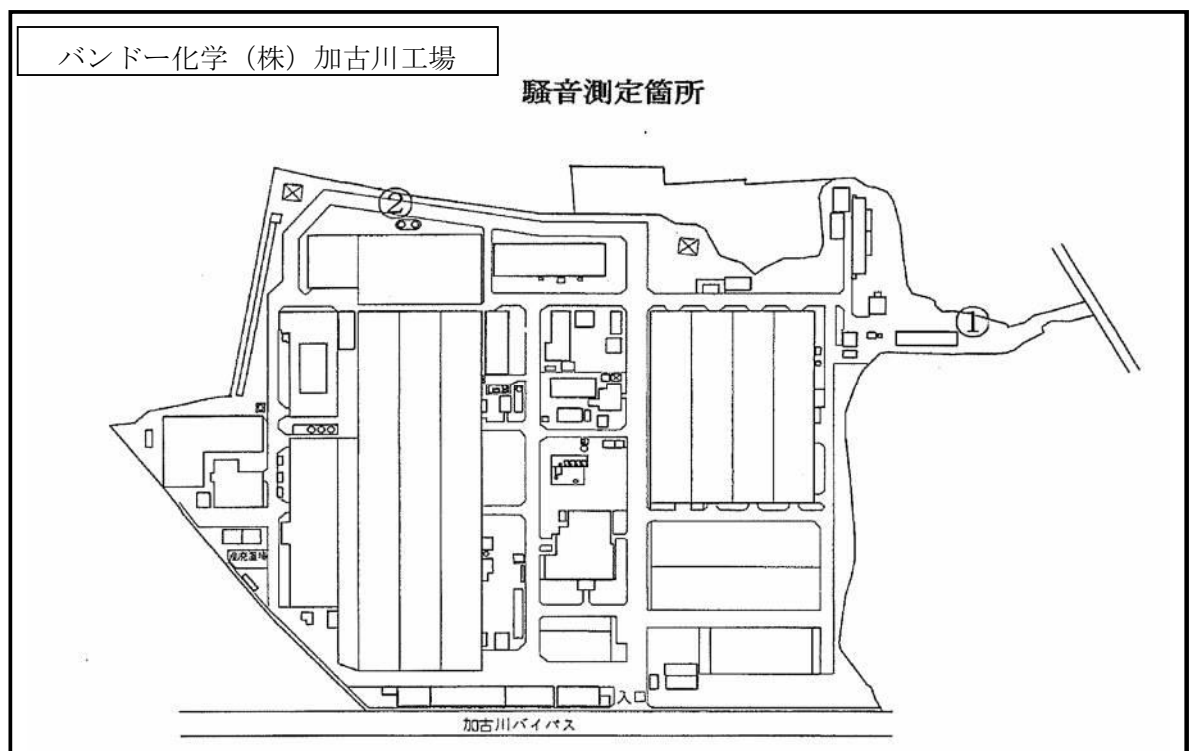 バンドー化学（株）加古川工場
騒音測定箇所
②
①
入口
加古川バイパス